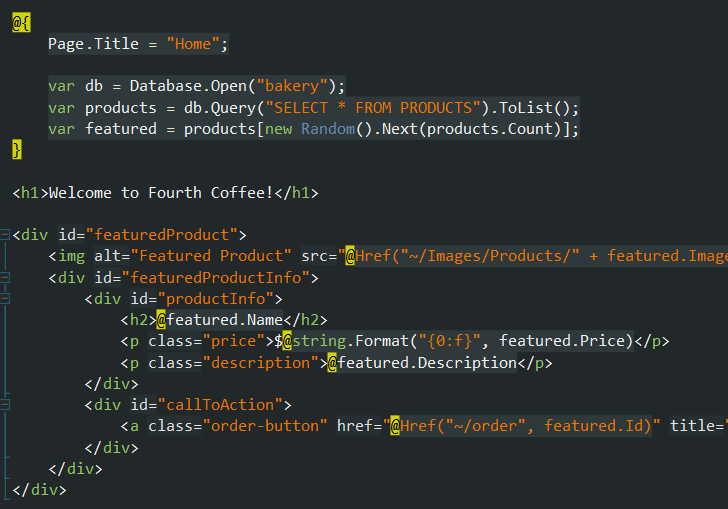 @{
    Page.Title = "Home";

    var db = Database.Open("bakery");
    var products = db.Query("SELECT * FROM PRODUCTS").ToList();
    var featured = products[new Random().Next(products.Count)];
}

<h1>Welcome to Fourth Coffee!</h1>

<div id="featuredProduct">
    <img alt="Featured Product" src="@Href("~/Images/Products/" + featured.Image
    <div id="featuredProductInfo">
        <div id="productInfo">
            <h2>@featured.Name</h2>
            <p class="price">$@string.Format("{0:f}", featured.Price)</p>
            <p class="description">@featured.Description</p>
        </div>
        <div id="callToAction">
            <a class="order-button" href="@Href("~/order", featured.Id)" title="
        </div>
    </div>
</div>